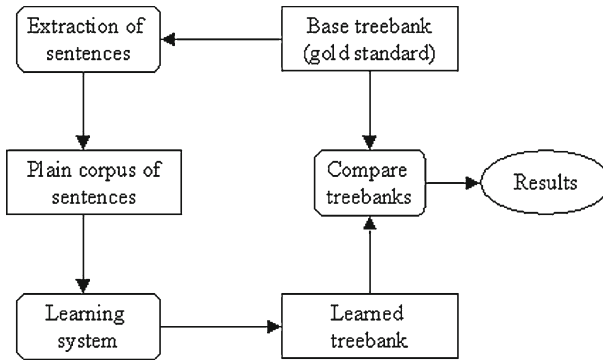 Extraction of
sentences
Base treebank
(gold standard)
Plain corpus of
sentences
Compare
treebanks
Results
Learning
system
Learned
treebank